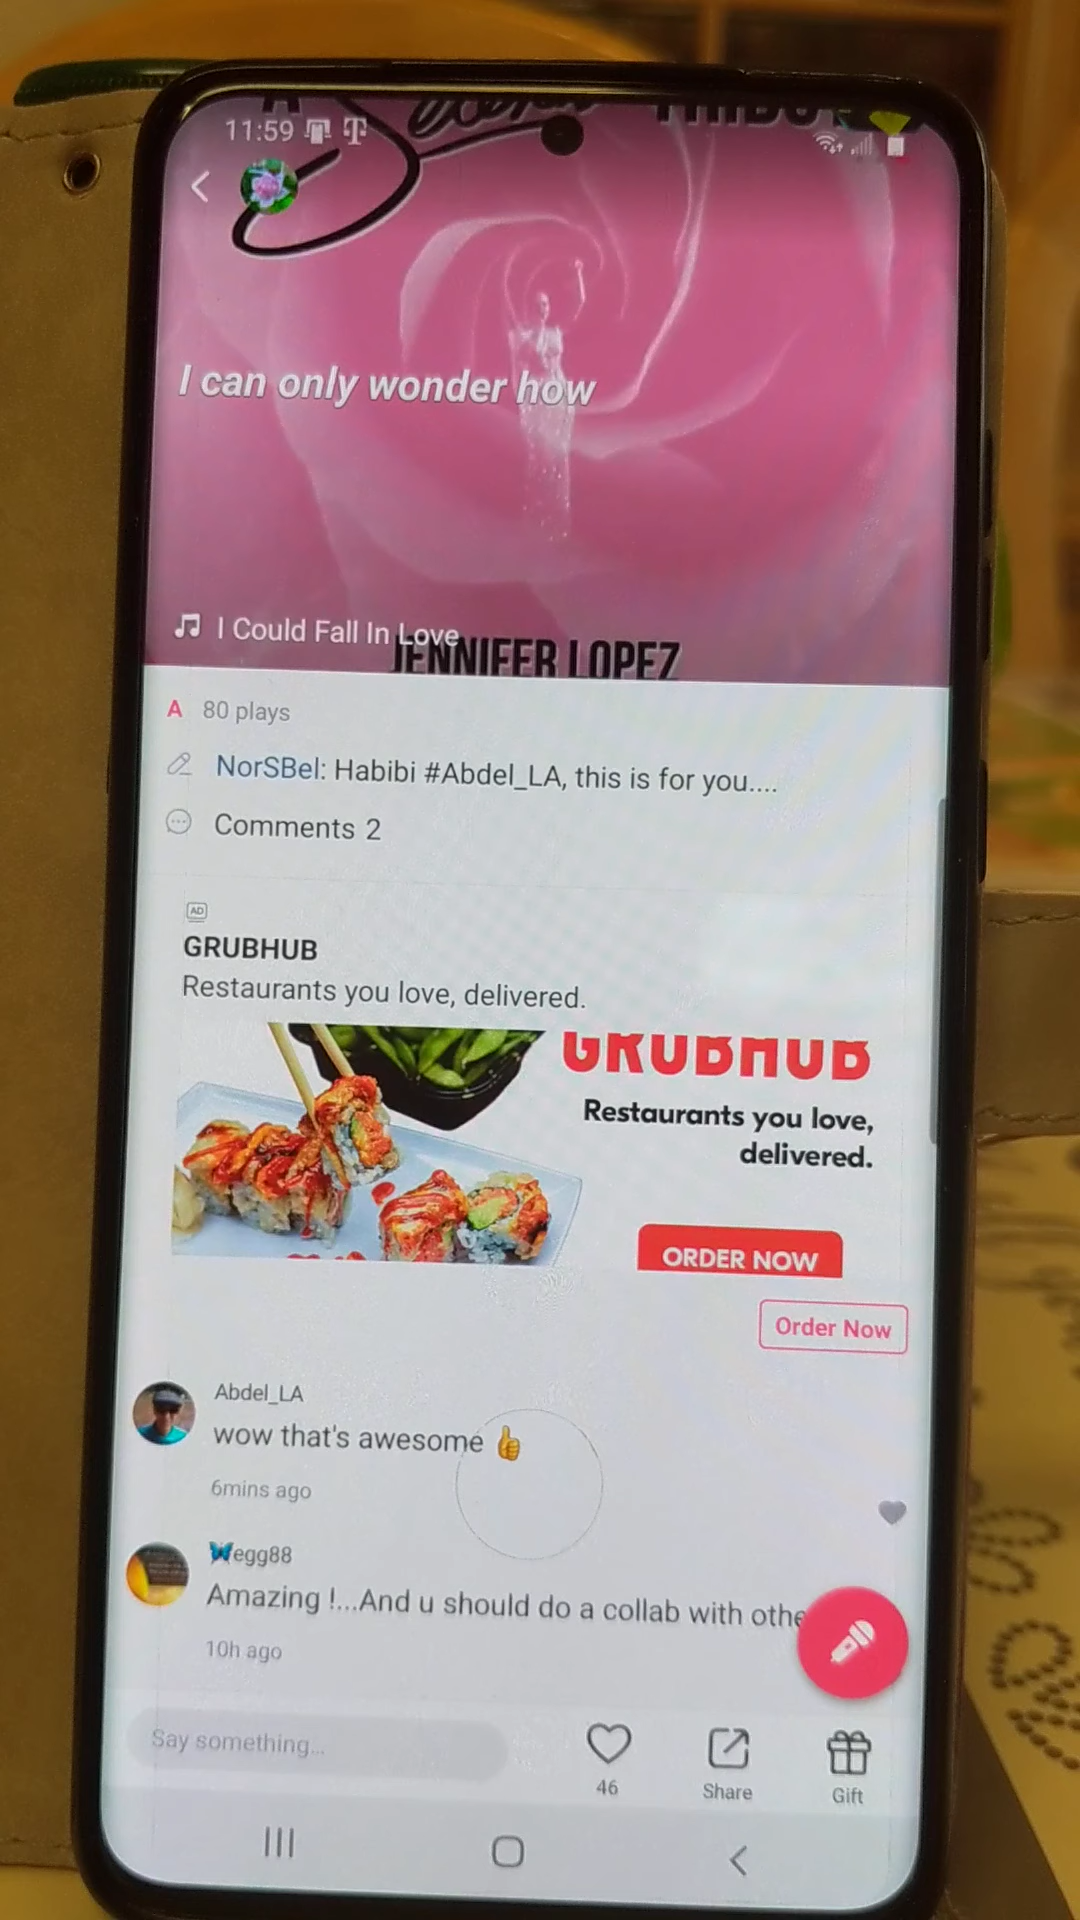 11:59
I can only wonder how
I Could Fall In Love
JENNIFER LOPEZ
A 80 plays
NorSBel: Habibi #Abdel_LA, this is for you....
Comments 2
AD
GRUBHUB
Restaurants you love, delivered.
GRUBHUB
Restaurants you love,
delivered.
ORDER NOW
Order Now
Abdel_LA
wow that's awesome 👍
6mins ago
🦋egg88
Amazing !...And u should do a collab with othe
10h ago
Say something...
46
Share
Gift